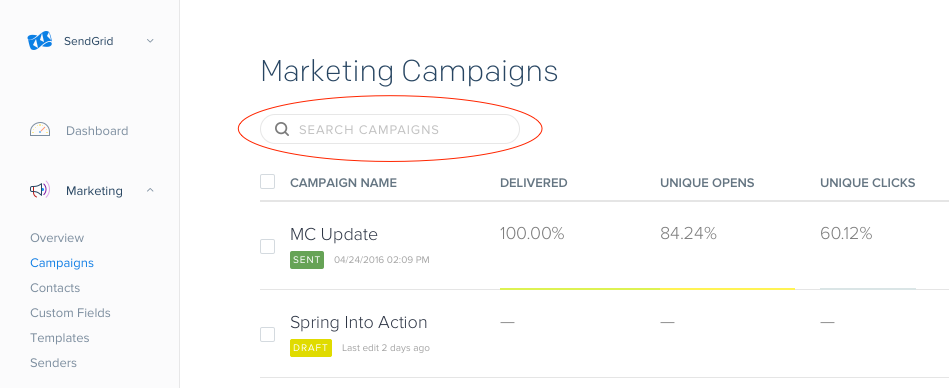 SendGrid
Dashboard
Marketing
Overview
Campaigns
Contacts
Custom Fields
Templates
Senders
Marketing Campaigns
SEARCH CAMPAIGNS
CAMPAIGN NAME DELIVERED UNIQUE OPENS UNIQUE CLICKS
MC Update 100.00% 84.24% 60.12%
SENT 04/24/2016 02:09 PM
Spring Into Action — — —
DRAFT Last edit 2 days ago